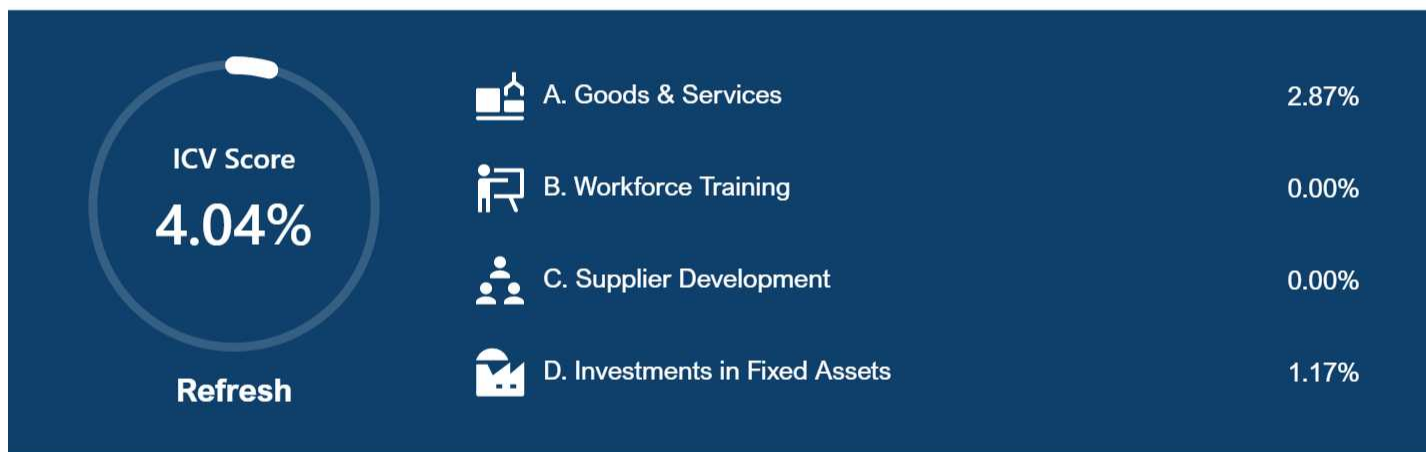 ICV Score
4.04%
Refresh
A. Goods & Services 2.87%
B. Workforce Training 0.00%
C. Supplier Development 0.00%
D. Investments in Fixed Assets 1.17%